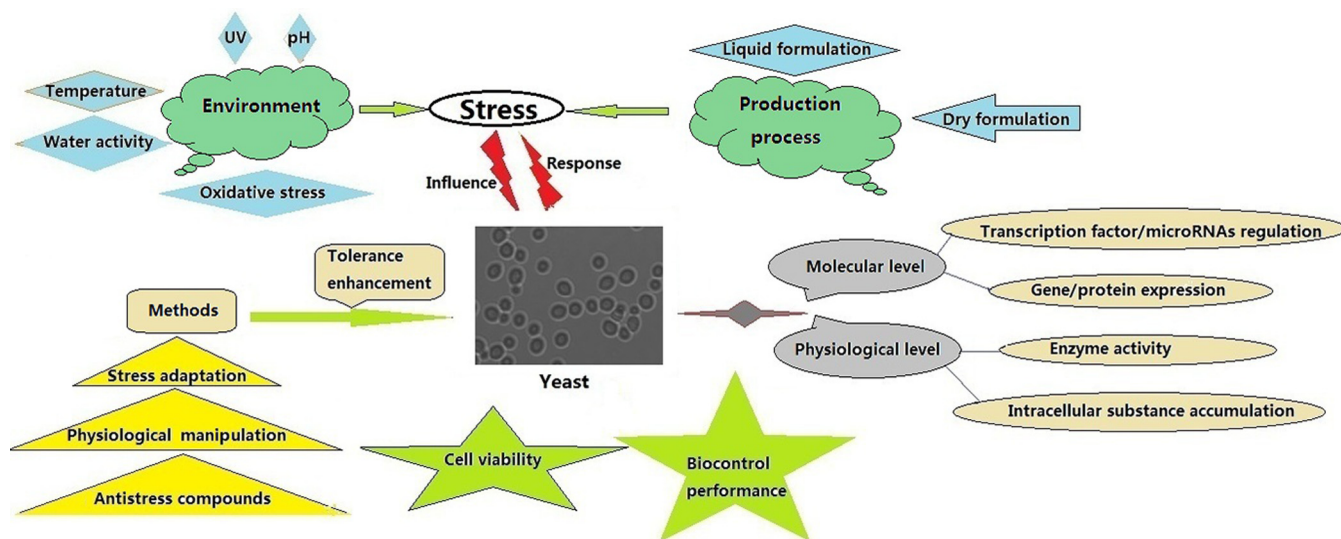 UV
pH
Liquid formulation
Temperature
Environment
Stress
Production
process
Dry formulation
Water activity
Oxidative stress
Influence
Response
Transcription factor/microRNAs regulation
Tolerance
enhancement
Molecular level
Gene/protein expression
Methods
Physiological level
Enzyme activity
Stress adaptation
Yeast
Intracellular substance accumulation
Physiological manipulation
Cell viability
Biocontrol
performance
Antistress compounds